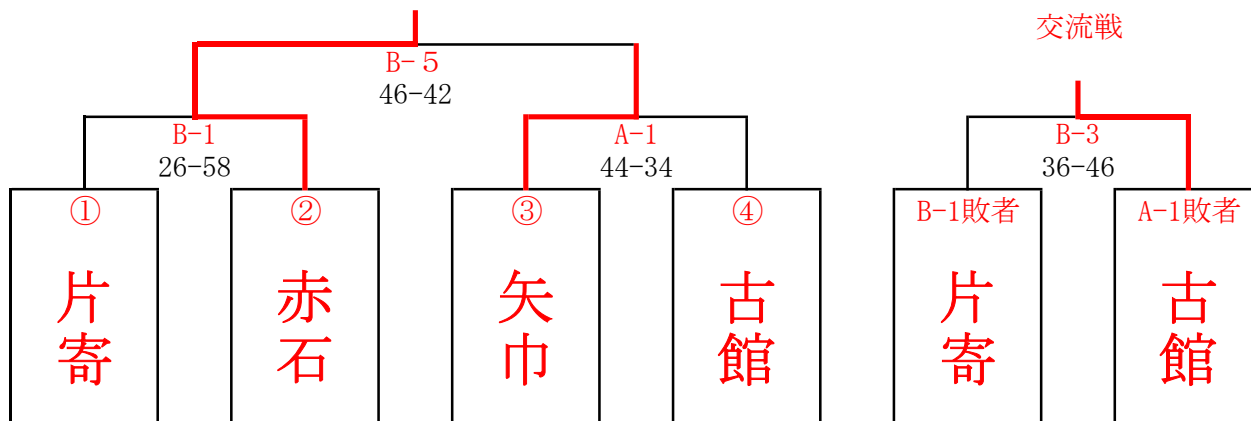 交流戦
B-５
46-42
B-1
26-58
A-1
44-34
B-3
36-46
①
②
③
④
B-1敗者
A-1敗者
片寄
赤石
矢巾
古館
片寄
古館